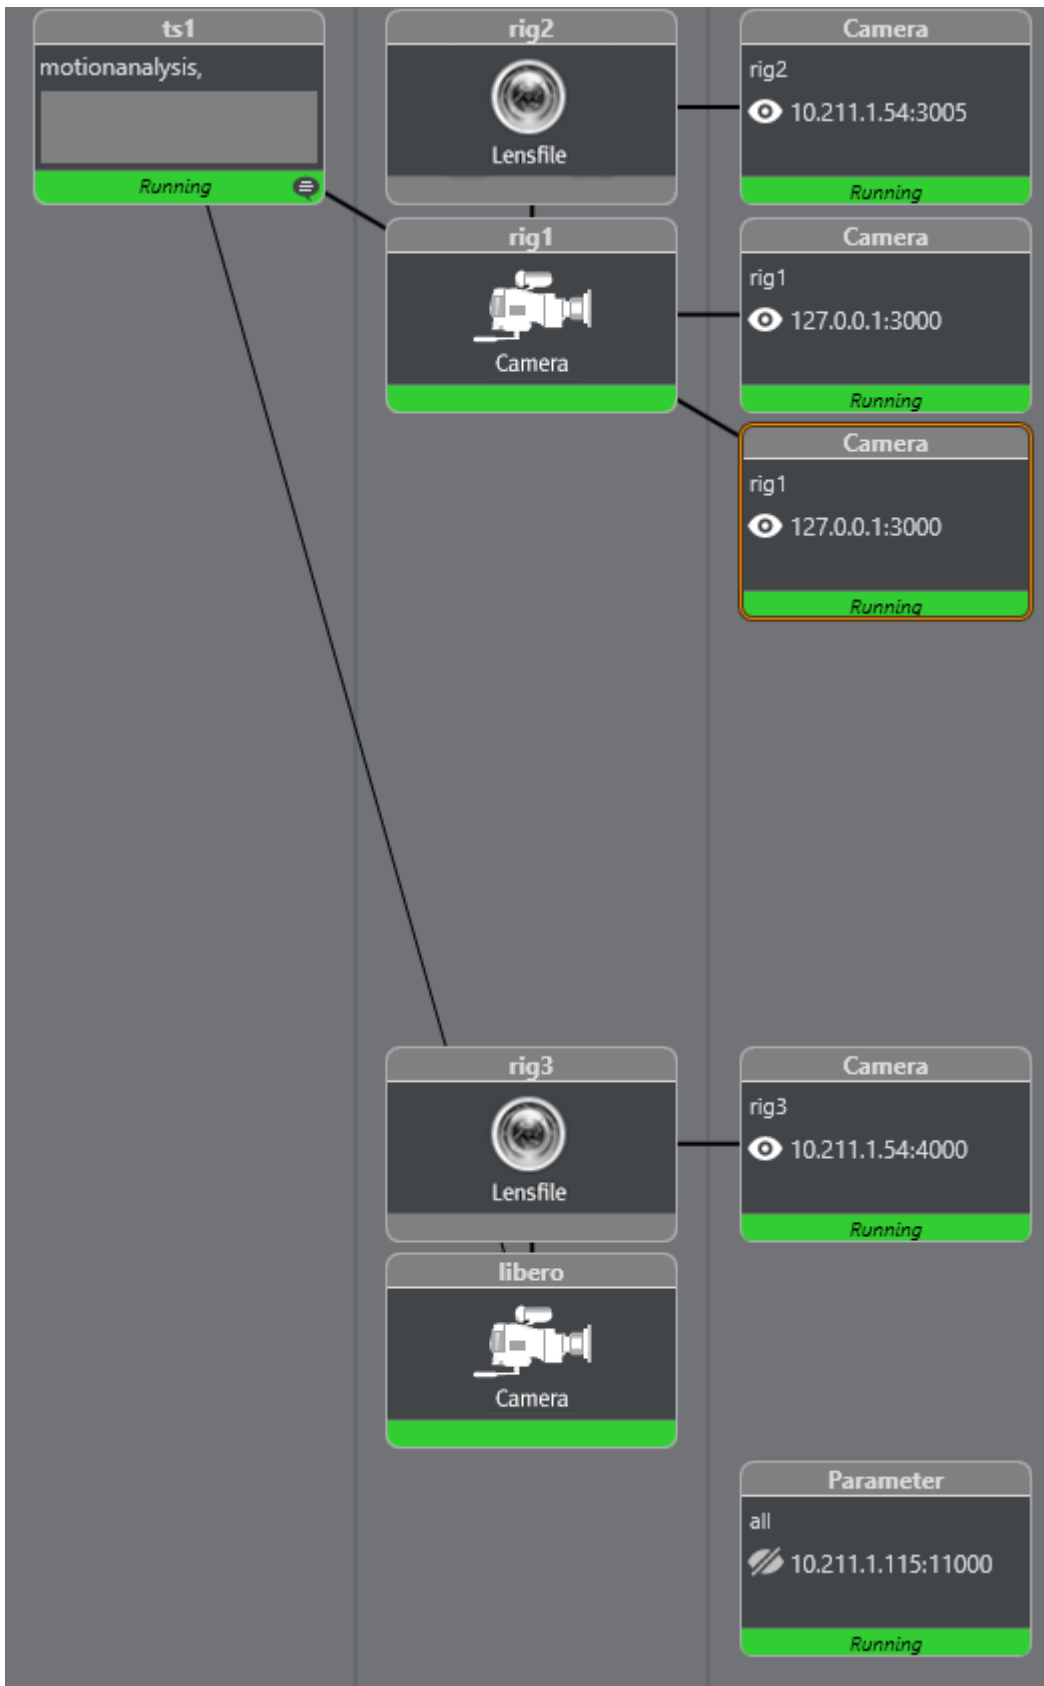 ts1
motionanalysis,
Running
rig2
Lensfile
Camera
rig2
10.211.1.54:3005
Running
rig1
Camera
Camera
rig1
127.0.0.1:3000
Running
Camera
rig1
127.0.0.1:3000
Running
rig3
Lensfile
Camera
rig3
10.211.1.54:4000
Running
libero
Camera
Parameter
all
10.211.1.115:11000
Running